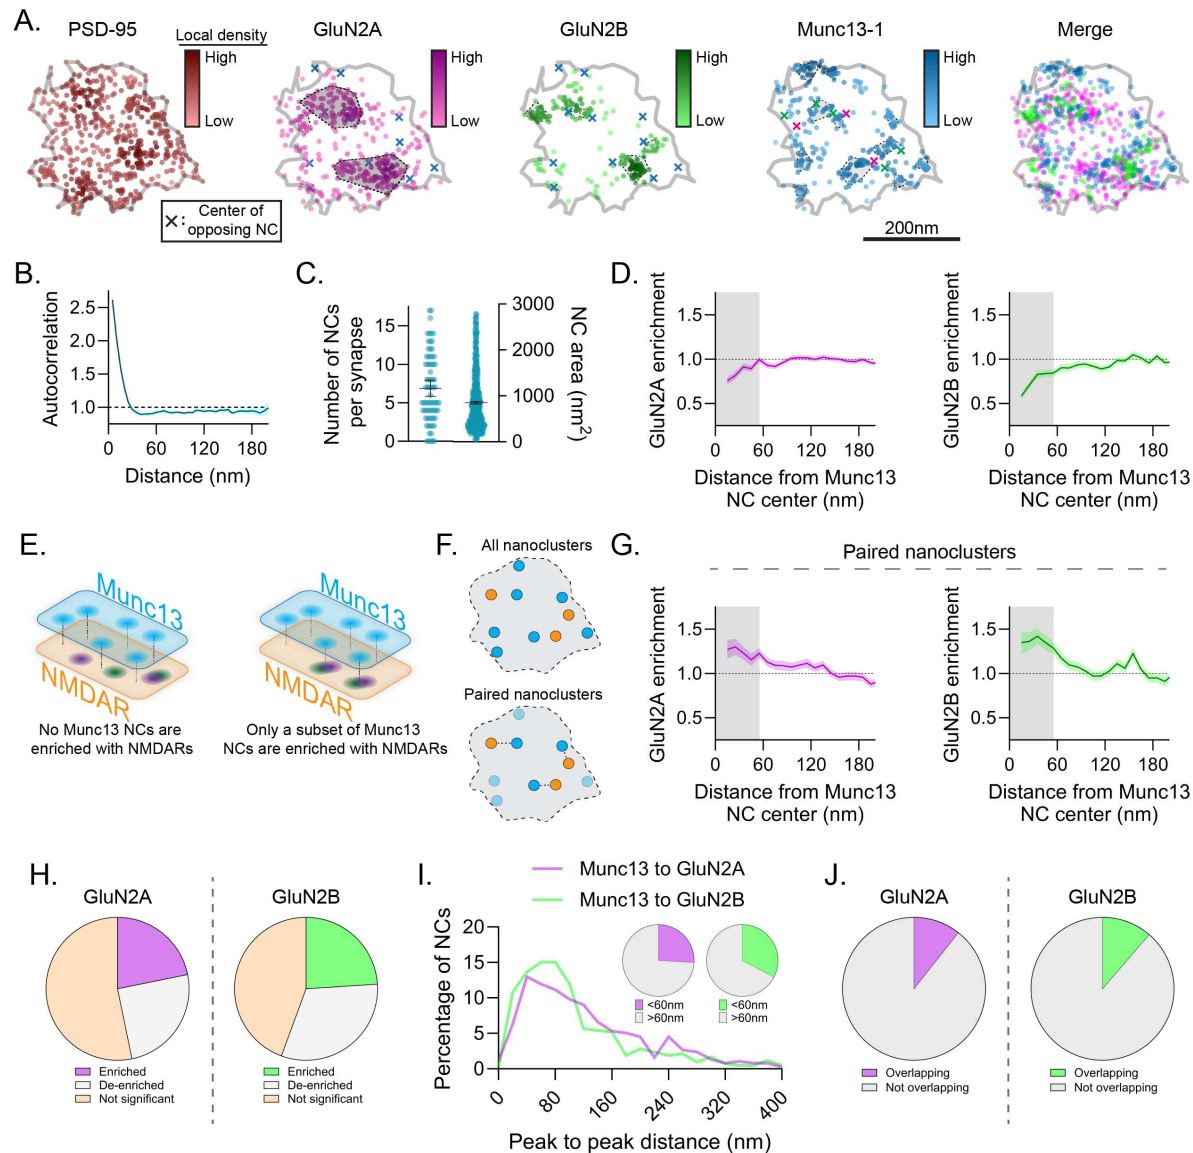 A.
PSD-95
Local density
High
Low
GluN2A
High
Low
GluN2B
High
Low
Munc13-1
High
Low
Merge
×: Center of
opposing NC
200nm
B.
Autocorrelation
2.5
2.0
1.5
1.0
0 60 120 180
Distance (nm)
C.
Number of NCs
per synapse
15
10
5
0
3000
2000
1000
0
NC area (nm2)
D.
GluN2A enrichment
1.5
1.0
0.5
0 60 120 180
Distance from Munc13
NC center (nm)
GluN2B enrichment
1.5
1.0
0.5
0 60 120 180
Distance from Munc13
NC center (nm)
E.
Munc13
NMDAR
No Munc13 NCs are
enriched with NMDARs
Munc13
NMDAR
Only a subset of Munc13
NCs are enriched with NMDARs
F.
All nanoclusters
Paired nanoclusters
G.
Paired nanoclusters
GluN2A enrichment
1.5
1.0
0.5
0 60 120 180
Distance from Munc13
NC center (nm)
GluN2B enrichment
1.5
1.0
0.5
0 60 120 180
Distance from Munc13
NC center (nm)
H.
GluN2A
Enriched
De-enriched
Not significant
GluN2B
Enriched
De-enriched
Not significant
I.
Munc13 to GluN2A
Munc13 to GluN2B
Percentage of NCs
20
15
10
5
0
<60nm
>60nm
<60nm
>60nm
0 80 160 240 320 400
Peak to peak distance (nm)
J.
GluN2A
Overlapping
Not overlapping
GluN2B
Overlapping
Not overlapping